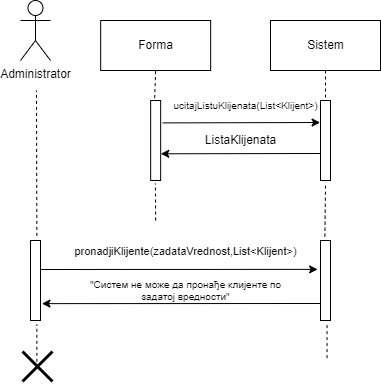 Forma
Sistem
Administrator
ucitajListuKlijenata(List<Klijent>)
ListaKlijenata
pronadjiKlijente(zadataVrednost,List<Klijent>)
"Систем не може да пронађе клијенте по
задатој вредности"